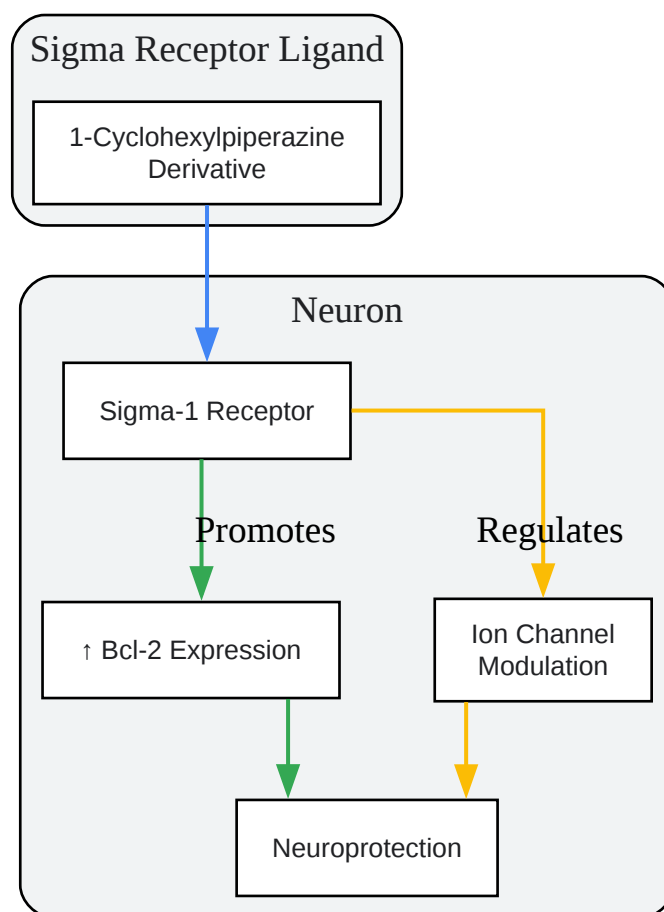 Sigma Receptor Ligand
1-Cyclohexylpiperazine
Derivative
Neuron
Sigma-1 Receptor
Promotes
Regulates
↑ Bcl-2 Expression
Ion Channel
Modulation
Neuroprotection